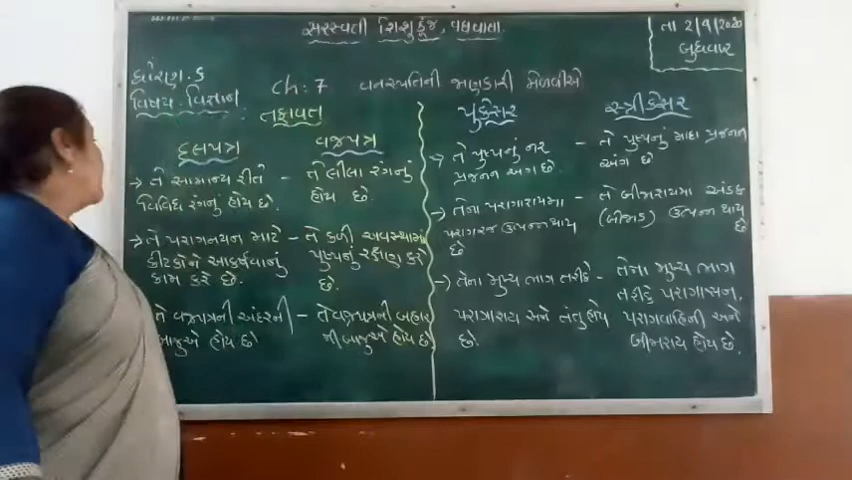 સરસ્વતી શિશુકુંજ, વઘવાવા.
તા ૨/9/2020
બુધવાર
ધોરણ. ૬
વિષય. વિજ્ઞાન
ch: 7 વનસ્પતિની જાણકારી મેળવીએ
તફાવત
દલપત્ર વજ્રપત્ર
→ તે સામાન્ય રીતે – તે લીલા રંગનું
વિવિધ રંગનું હોય છે. હોય છે.
→ તે પરાગનયન માટે – તે કળી અવસ્થામાં
કીટકોને આકર્ષવાનું પુષ્પનું રક્ષણ કરે
કામ કરે છે. છે.
તે વજ્રપત્રની અંદરની – તે વજ્રપત્રની બહાર
બાજુએ હોય છે ની બાજુએ હોય છે
પુંકેસર સ્ત્રીકેસર
→ તે પુષ્પનું નર – તે પુષ્પનું માદા પ્રજનન
પ્રજનન અંગ છે. અંગ છે
→ તેના પરાગાશયમાં – તે બીજાશયમાં અંડક
પરાગરજ ઉત્પન્ન થાય (બીજાંડ) ઉત્પન્ન થાય
છે છે
→ તેના મુખ્ય ભાગ તરીકે – તેના મુખ્ય ભાગ
તરીકે પરાગાસન,
પરાગાશય અને તંતુ હોય પરાગવાહિની અને
છે. બીજાશય હોય છે.